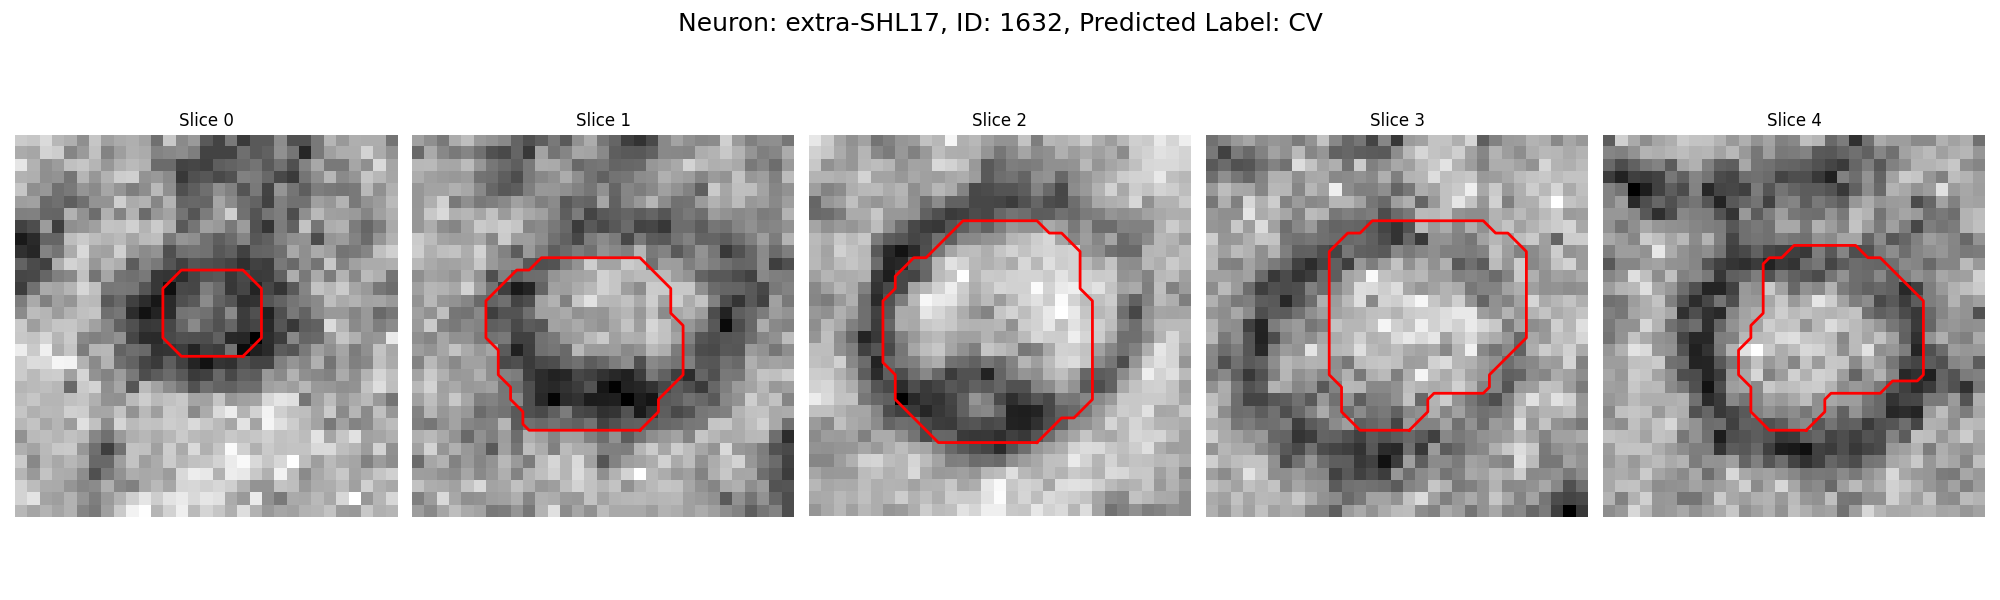 Neuron: extra-SHL17, ID: 1632, Predicted Label: CV
Slice 0
Slice 1
Slice 2
Slice 3
Slice 4